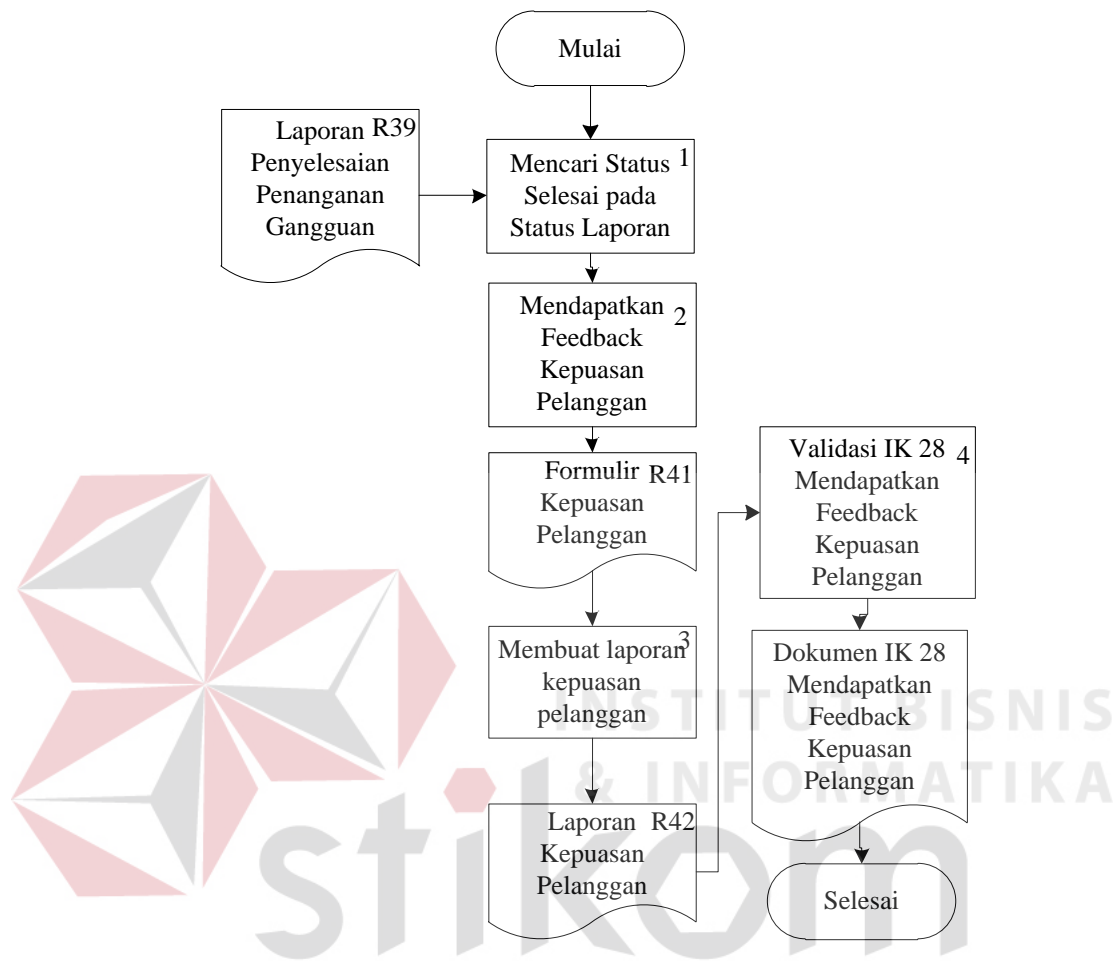 Mulai
Laporan R39
Penyelesaian
Penanganan
Gangguan
Mencari Status 1
Selesai pada
Status Laporan
Mendapatkan 2
Feedback
Kepuasan
Pelanggan
Formulir R41
Kepuasan
Pelanggan
Membuat laporan 3
kepuasan
pelanggan
Laporan R42
Kepuasan
Pelanggan
Validasi IK 28 4
Mendapatkan
Feedback
Kepuasan
Pelanggan
Dokumen IK 28
Mendapatkan
Feedback
Kepuasan
Pelanggan
Selesai
INSTITUT BISNIS
& INFORMATIKA
stikom